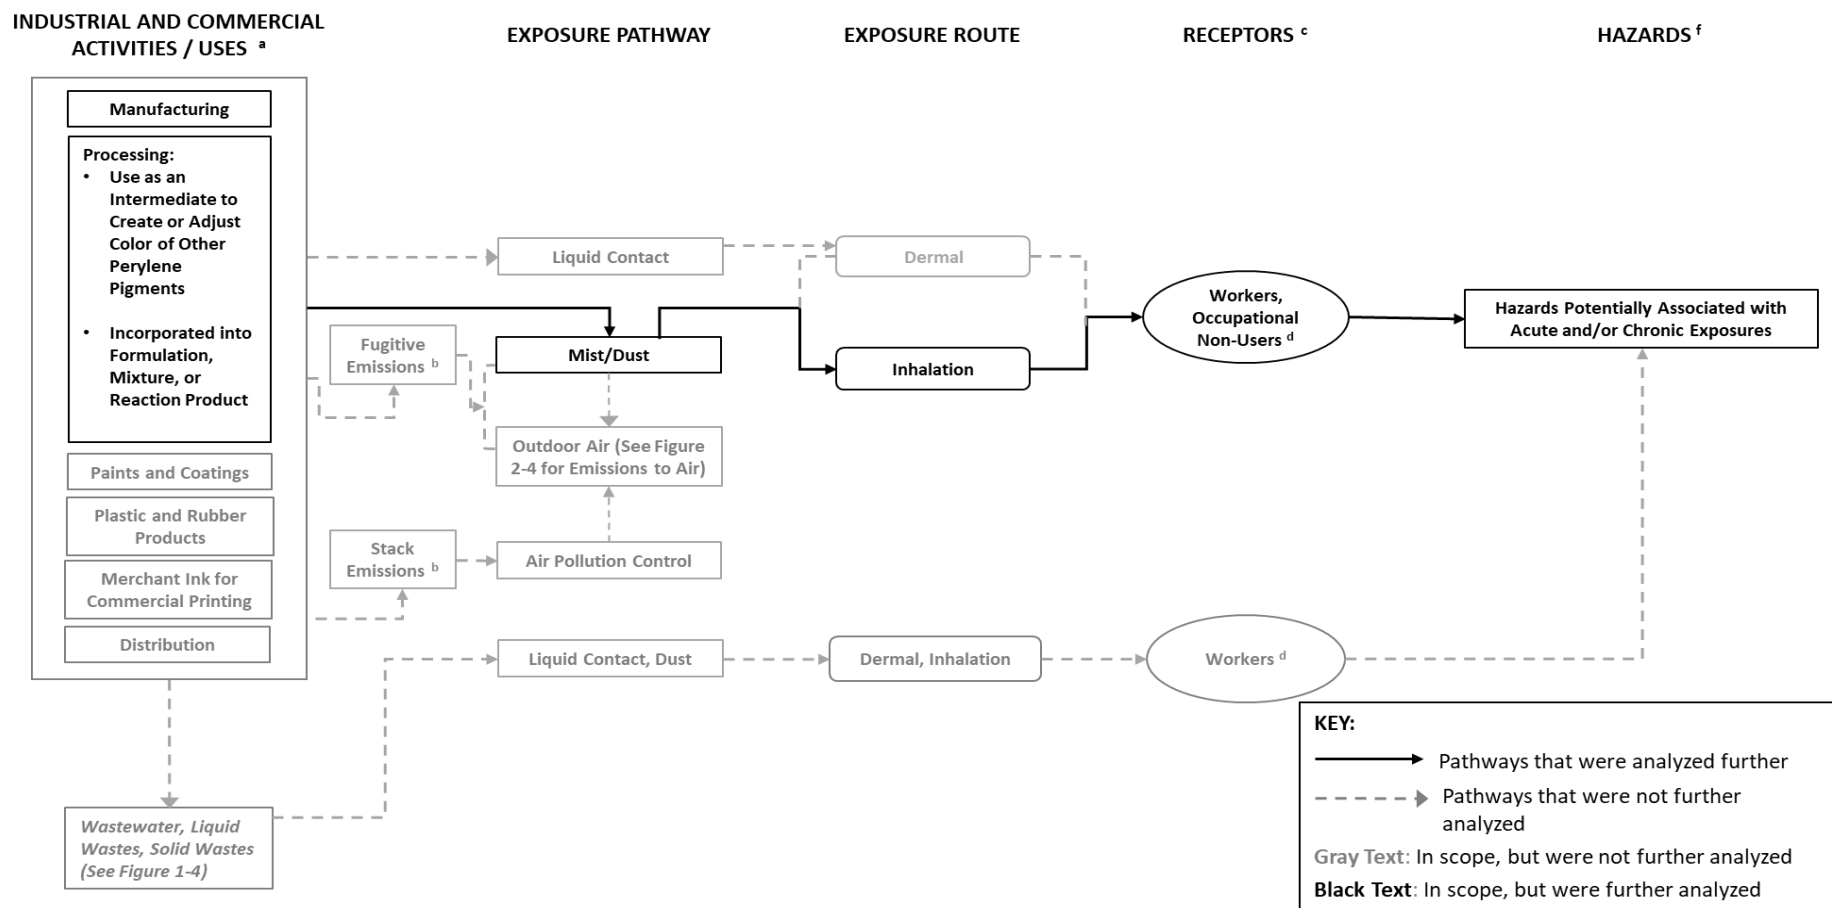 INDUSTRIAL AND COMMERCIAL
ACTIVITIES / USES a
EXPOSURE PATHWAY
EXPOSURE ROUTE
RECEPTORS c
HAZARDS f
Manufacturing
Processing:
• Use as an
Intermediate to
Create or Adjust
Color of Other
Perylene
Pigments
• Incorporated into
Formulation,
Mixture, or
Reaction Product
Paints and Coatings
Plastic and Rubber
Products
Merchant Ink for
Commercial Printing
Distribution
Wastewater, Liquid
Wastes, Solid Wastes
(See Figure 1-4)
Fugitive
Emissions b
Stack
Emissions b
Liquid Contact
Mist/Dust
Outdoor Air (See Figure
2-4 for Emissions to Air)
Air Pollution Control
Liquid Contact, Dust
Dermal
Inhalation
Dermal, Inhalation
Workers,
Occupational
Non-Users d
Workers d
Hazards Potentially Associated with
Acute and/or Chronic Exposures
KEY:
Pathways that were analyzed further
Pathways that were not further
analyzed
Gray Text: In scope, but were not further analyzed
Black Text: In scope, but were further analyzed